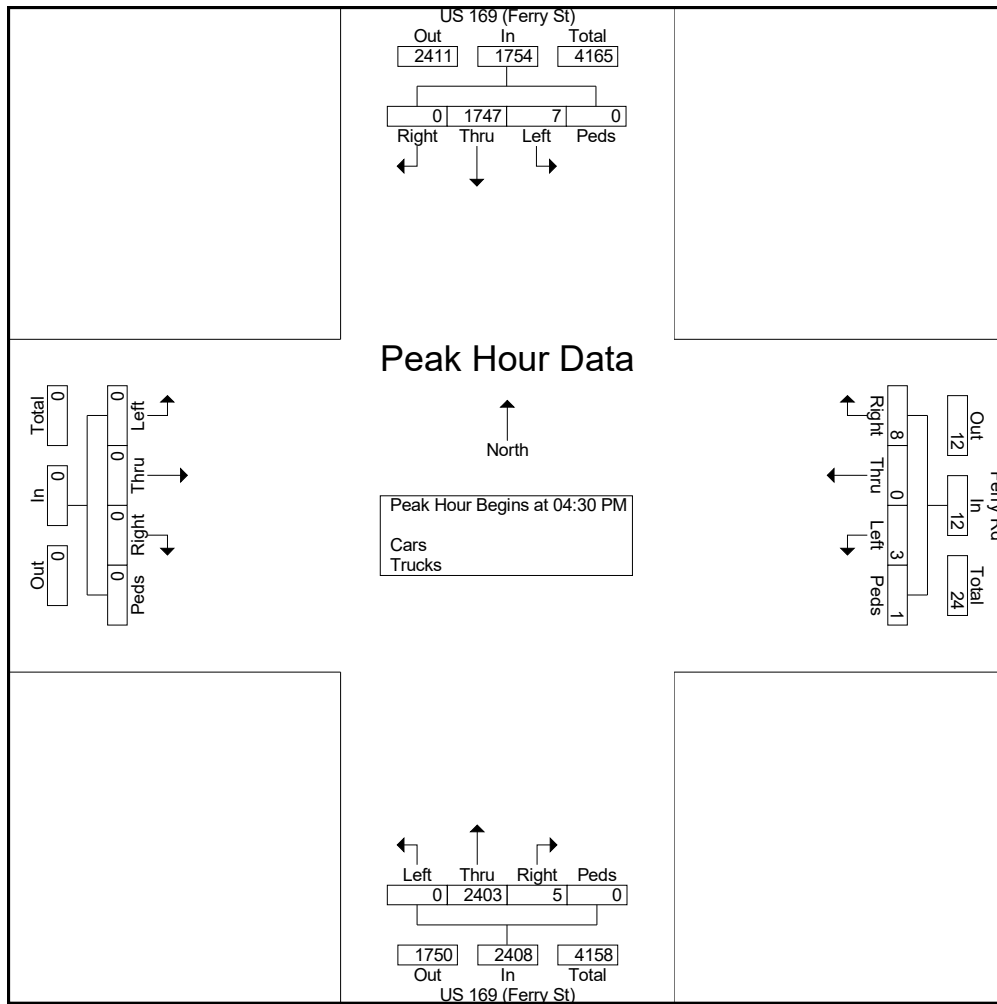 US 169 (Ferry St)
Out In Total
2411 1754 4165
0 1747 7 0
Right Thru Left Peds
Peak Hour Data
North
Peak Hour Begins at 04:30 PM
Cars
Trucks
Total In Out
0 0 0
0 0 0 0
Left Thru Right Peds
Right Thru Left Peds
8 0 3 1
Out In Total
12 12 24
Ferry Rd
Left Thru Right Peds
0 2403 5 0
1750 2408 4158
Out In Total
US 169 (Ferry St)